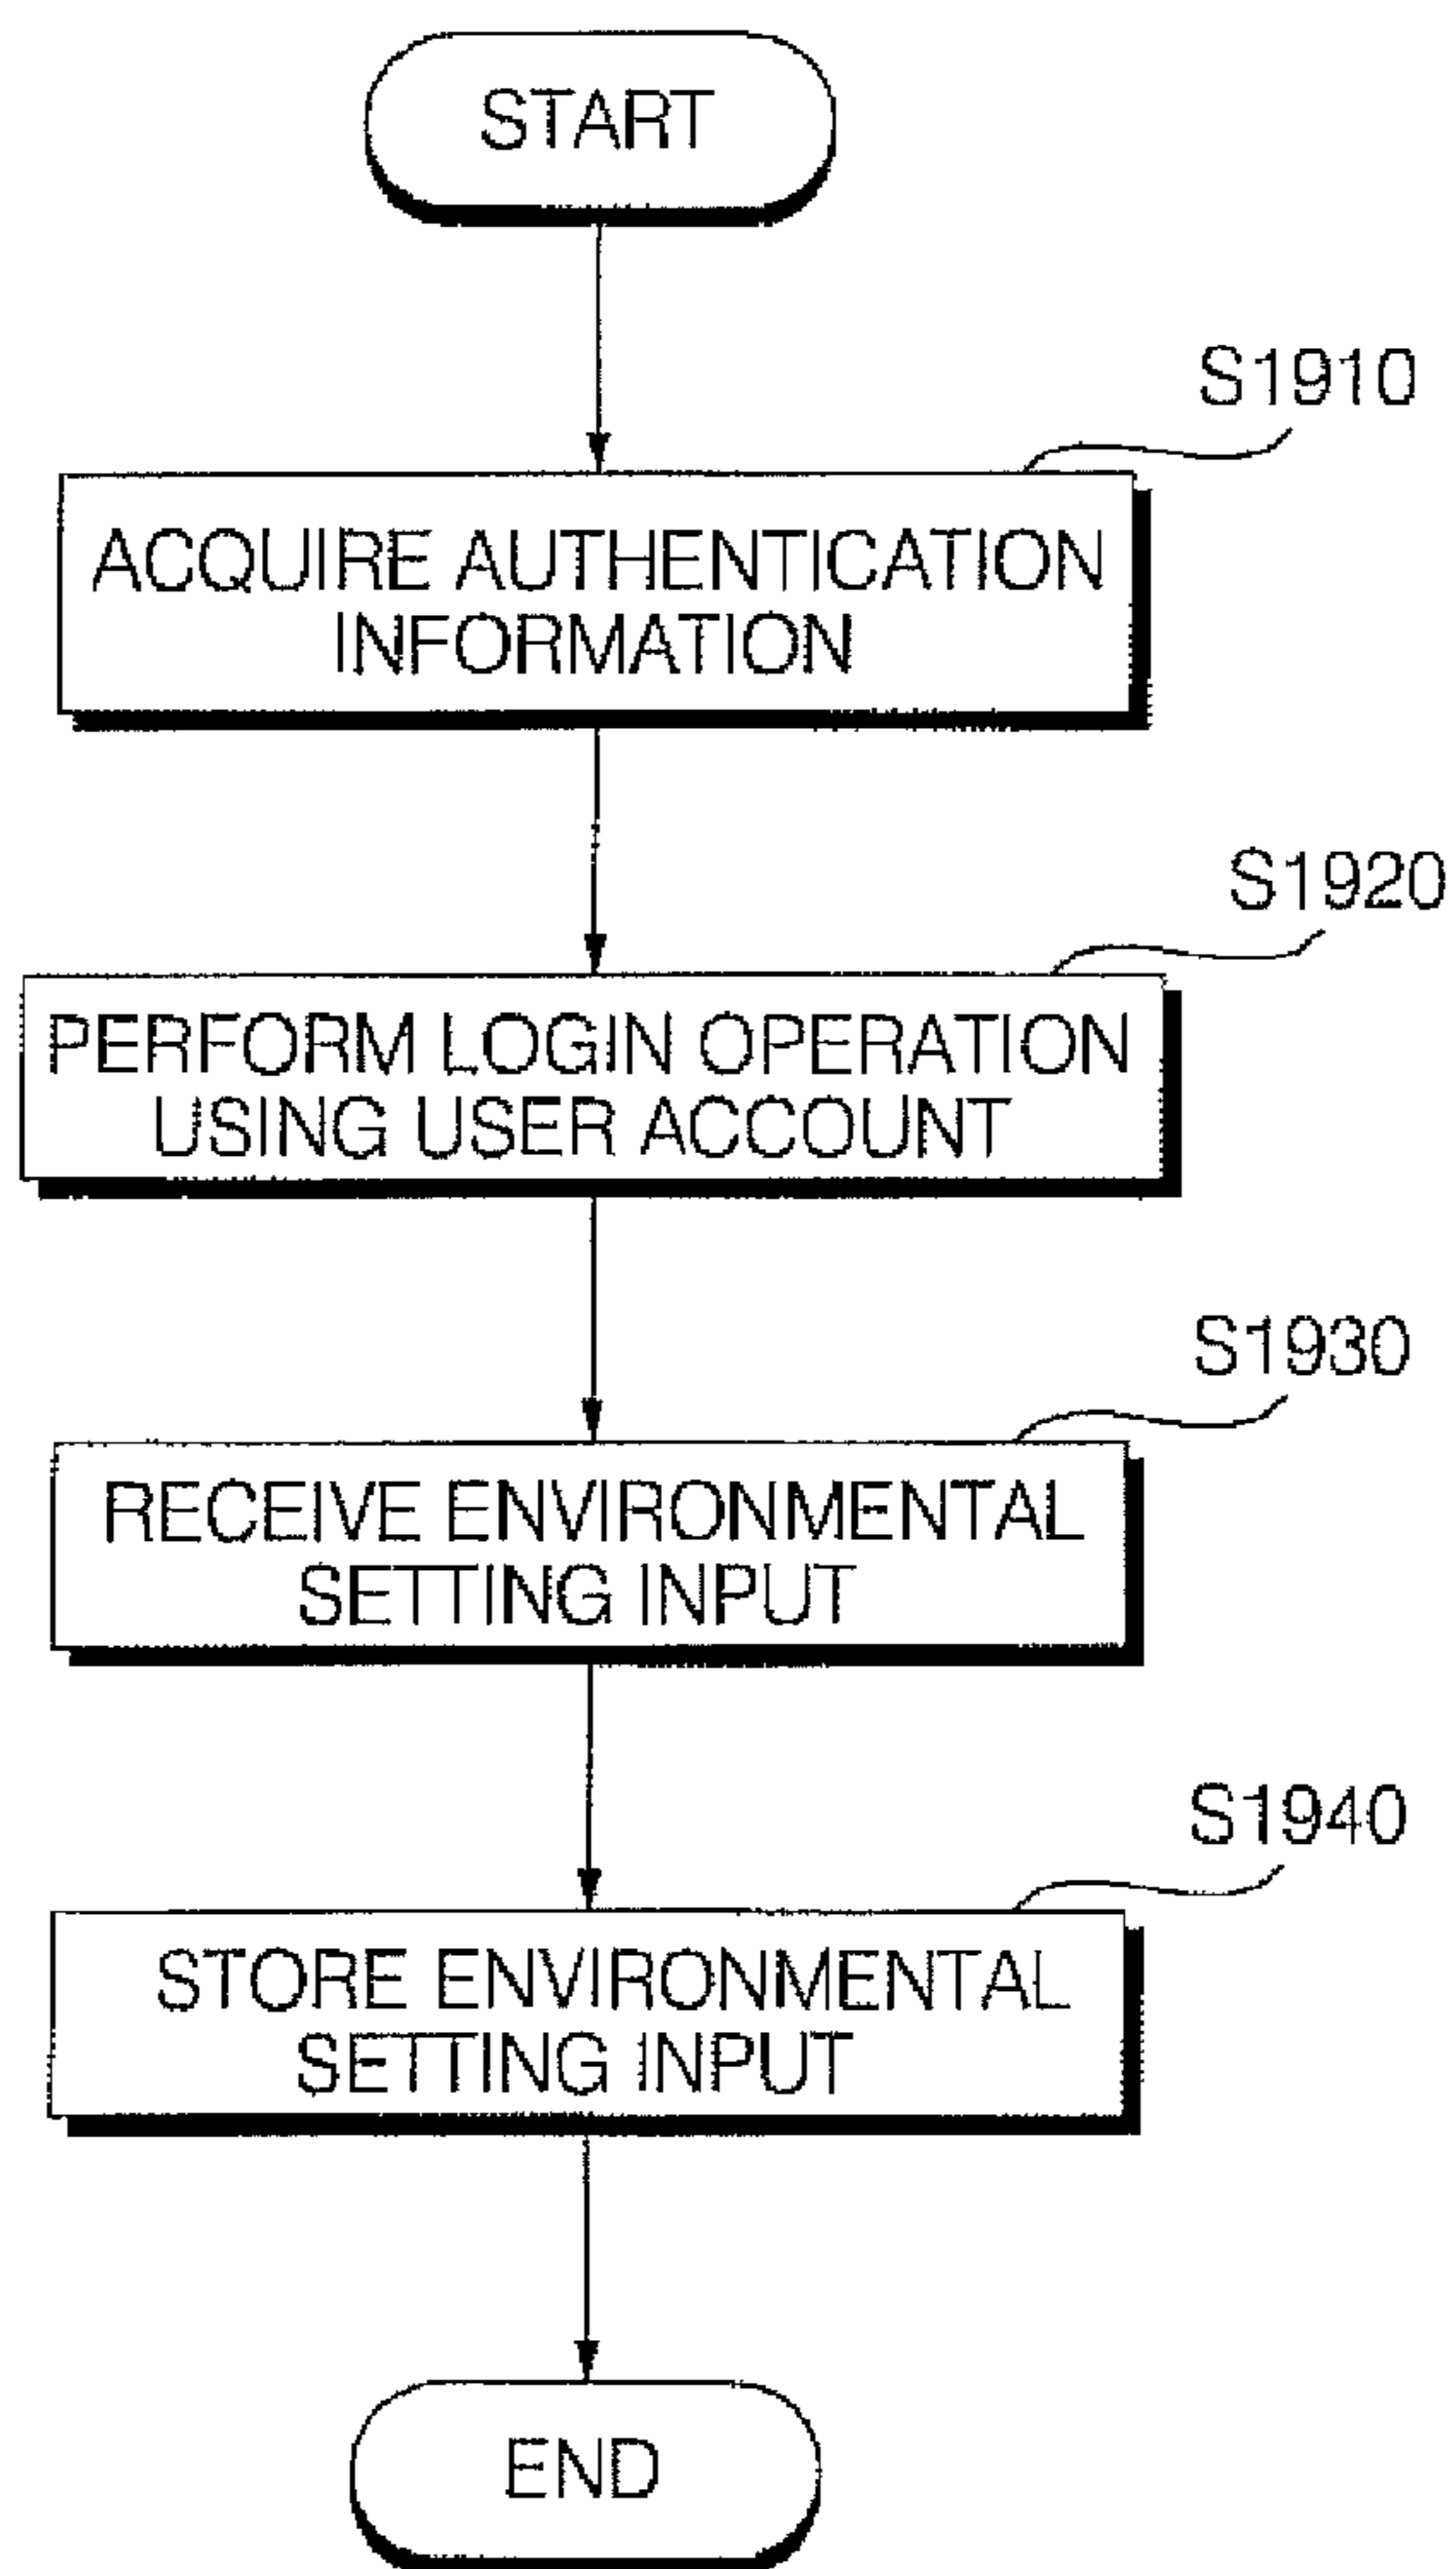 START
S1910
ACQUIRE AUTHENTICATION
INFORMATION
S1920
PERFORM LOGIN OPERATION
USING USER ACCOUNT
S1930
RECEIVE ENVIRONMENTAL
SETTING INPUT
S1940
STORE ENVIRONMENTAL
SETTING INPUT
END